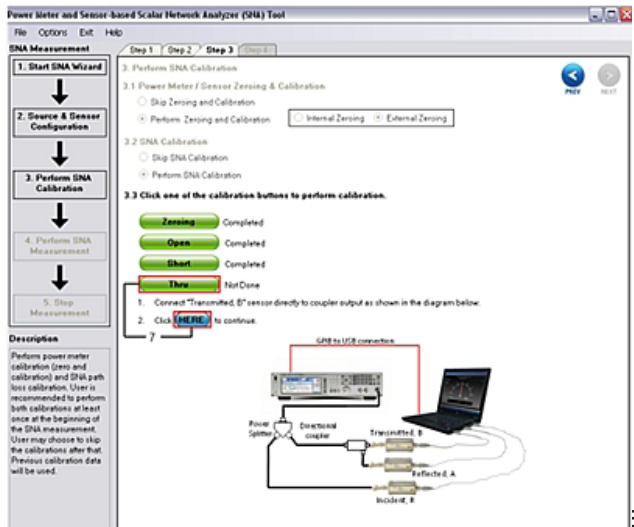 Power Meter and Sensor-based Scalar Network Analyzer (SNA) Tool
File Options Exit Help
SNA Measurement
1. Start SNA Wizard
2. Source & Sensor
Configuration
3. Perform SNA
Calibration
4. Perform SNA
Measurement
5. Stop
Measurement
Description
Perform power meter
calibration (zero and
calibration) and SNA path
loss calibration. User is
recommended to perform
both calibrations at least
once at the beginning of
the SNA measurement.
User may choose to skip
the calibrations after that.
Previous calibration data
will be used.
Step 1 Step 2 Step 3 Step 4
3. Perform SNA Calibration
PREV NEXT
3.1 Power Meter / Sensor Zeroing & Calibration
Skip Zeroing and Calibration
Perform Zeroing and Calibration Internal Zeroing External Zeroing
3.2 SNA Calibration
Skip SNA Calibration
Perform SNA Calibration
3.3 Click one of the calibration buttons to perform calibration.
Zeroing Completed
Open Completed
Short Completed
Thru Not Done
1. Connect "Transmitted, B" sensor directly to coupler output as shown in the diagram below.
2. Click HERE to continue.
7
GPIB to USB connection
Power
Splitter
Directional
coupler
Transmitted, B
Reflected, A
Incident, R